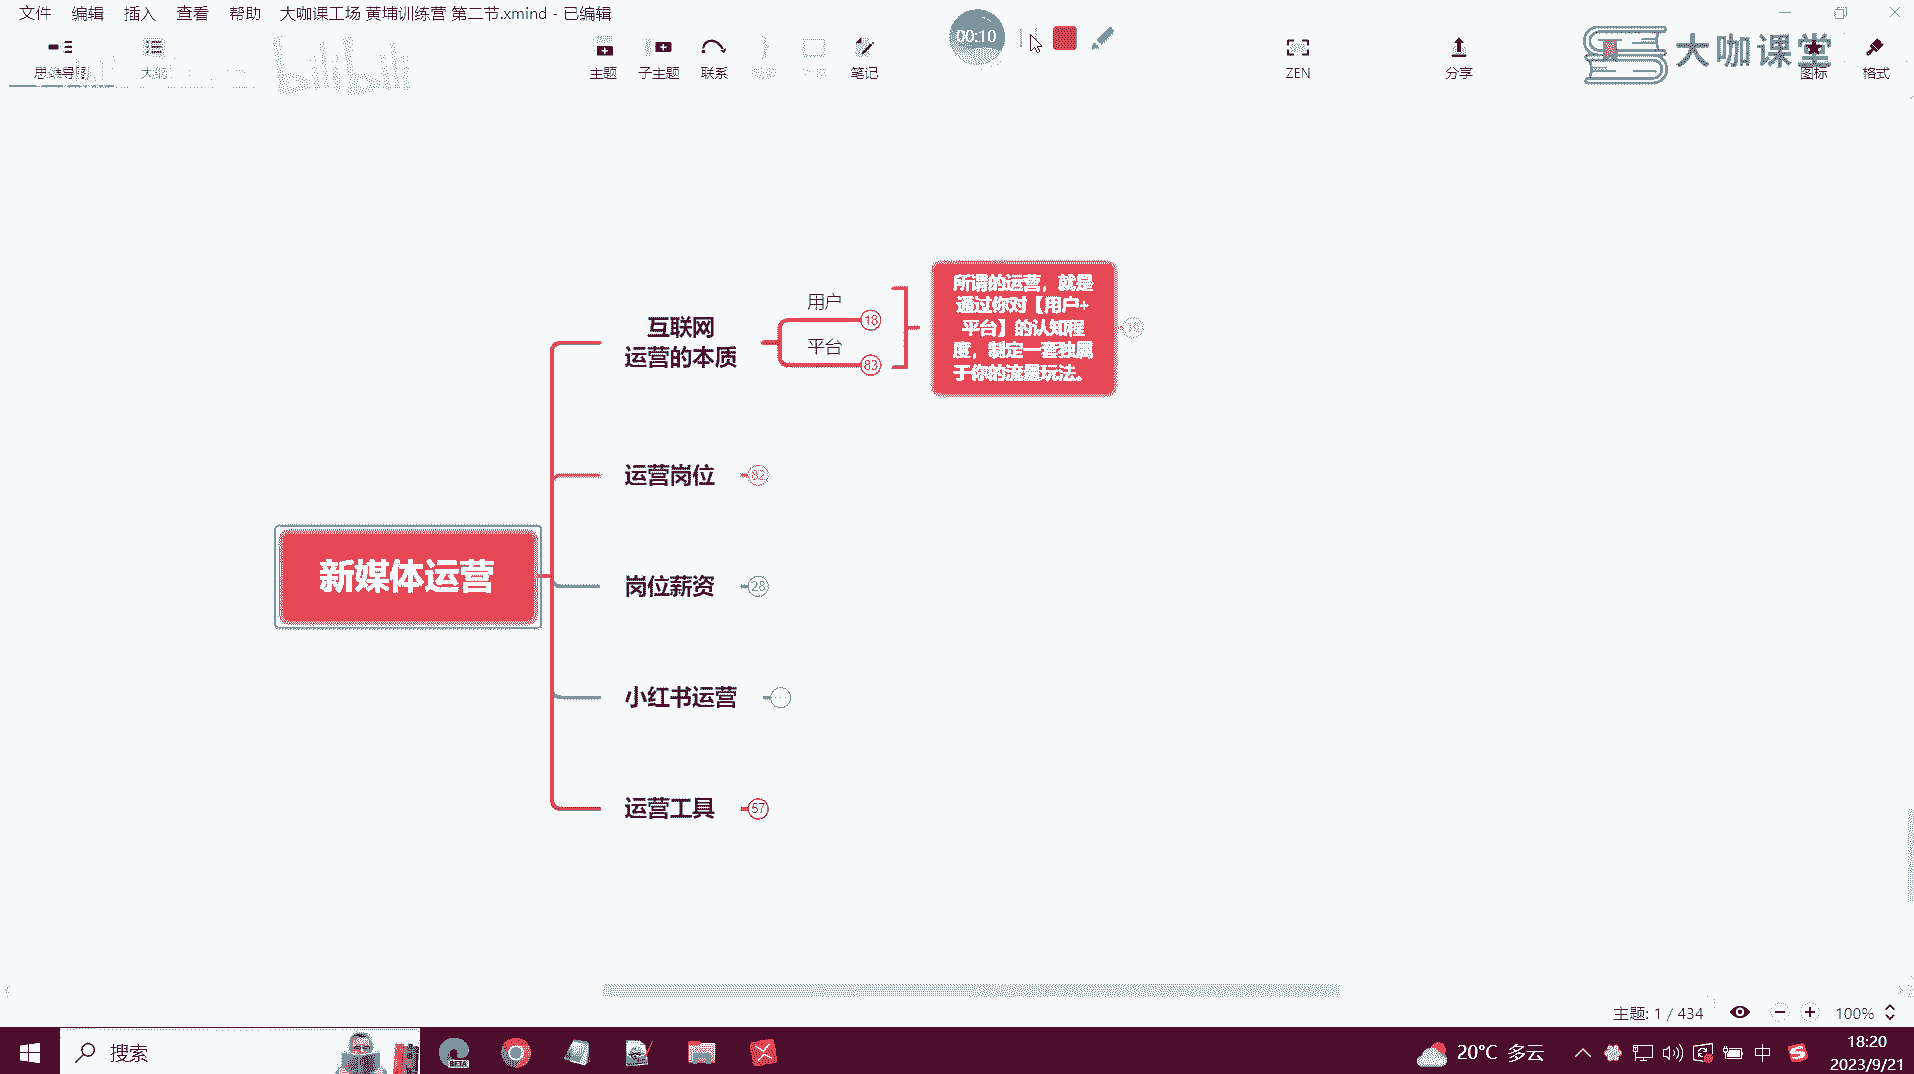 文件 编辑 插入 查看 帮助 大咖课工场 黄埔训练营 第二节.xmind - 已编辑
00:10
bilibili
大咖课堂
思维导图 大纲 主题 子主题 联系 笔记 ZEN 分享 图标 格式
所谓的运营，就是
通过你对【用户+
平台】的认知程
度，制定一套独属
于你的流量玩法。
用户
18
平台
83
互联网
运营的本质
运营岗位
82
新媒体运营
岗位薪资
28
小红书运营
运营工具
57
主题: 1 / 434
100%
搜索
BETA
20°C 多云
中
18:20
2023/9/21